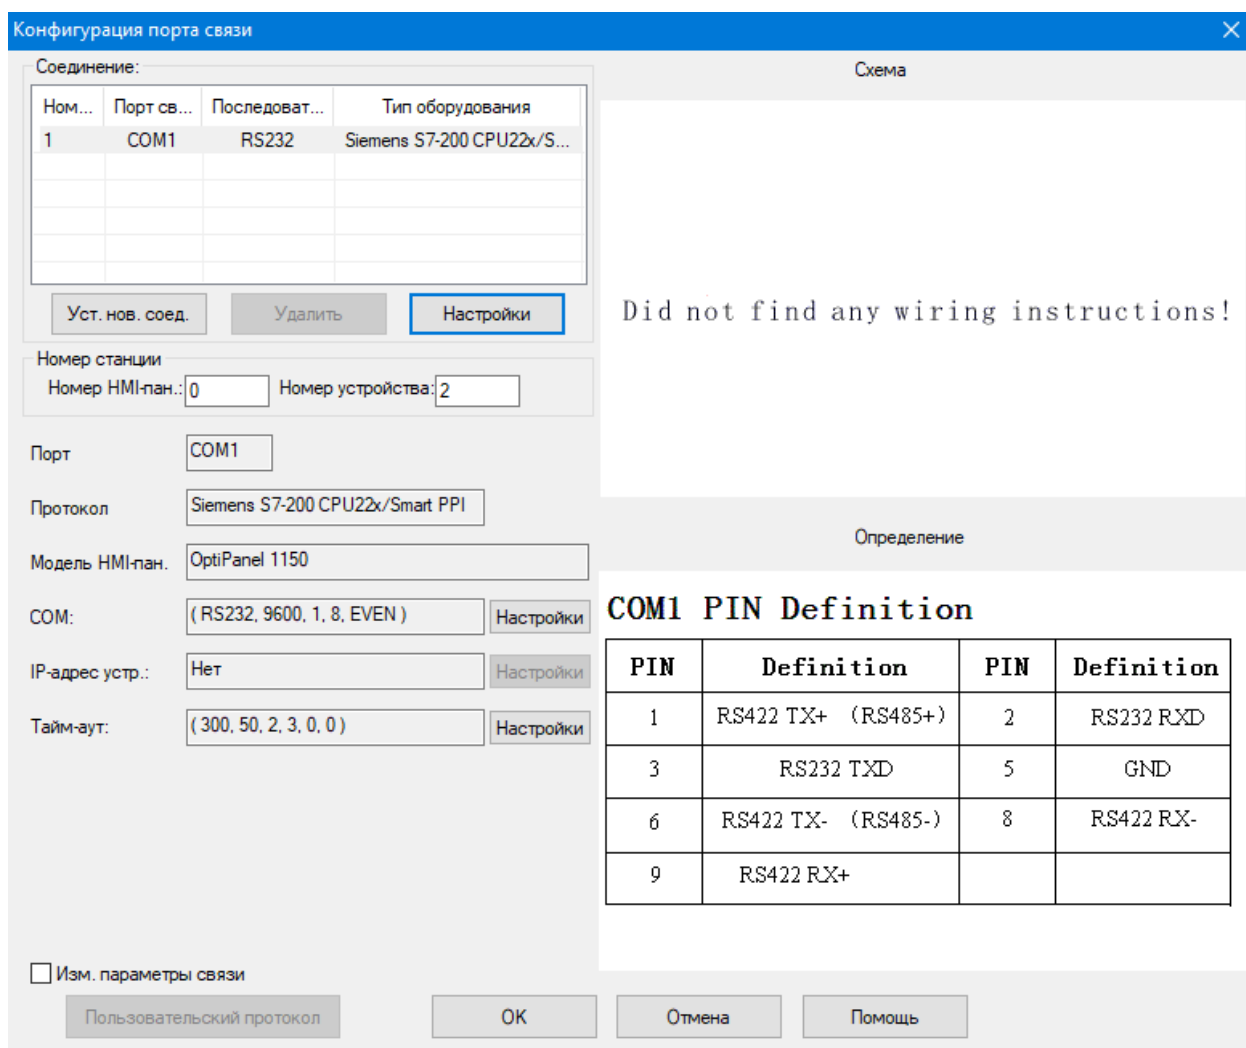 Конфигурация порта связи
Соединение:
Ном... Порт св... Последоват... Тип оборудования
1 COM1 RS232 Siemens S7-200 CPU22x/S...
Уст. нов. соед. Удалить Настройки
Номер станции
Номер HMI-пан.: 0 Номер устройства: 2
Порт COM1
Протокол Siemens S7-200 CPU22x/Smart PPI
Модель HMI-пан. OptiPanel 1150
COM: ( RS232, 9600, 1, 8, EVEN ) Настройки
IP-адрес устр.: Нет Настройки
Тайм-аут: ( 300, 50, 2, 3, 0, 0 ) Настройки
Схема
Did not find any wiring instructions!
Определение
COM1 PIN Definition
PIN Definition PIN Definition
1 RS422 TX+ (RS485+) 2 RS232 RXD
3 RS232 TXD 5 GND
6 RS422 TX- (RS485-) 8 RS422 RX-
9 RS422 RX+
Изм. параметры связи
Пользовательский протокол OK Отмена Помощь